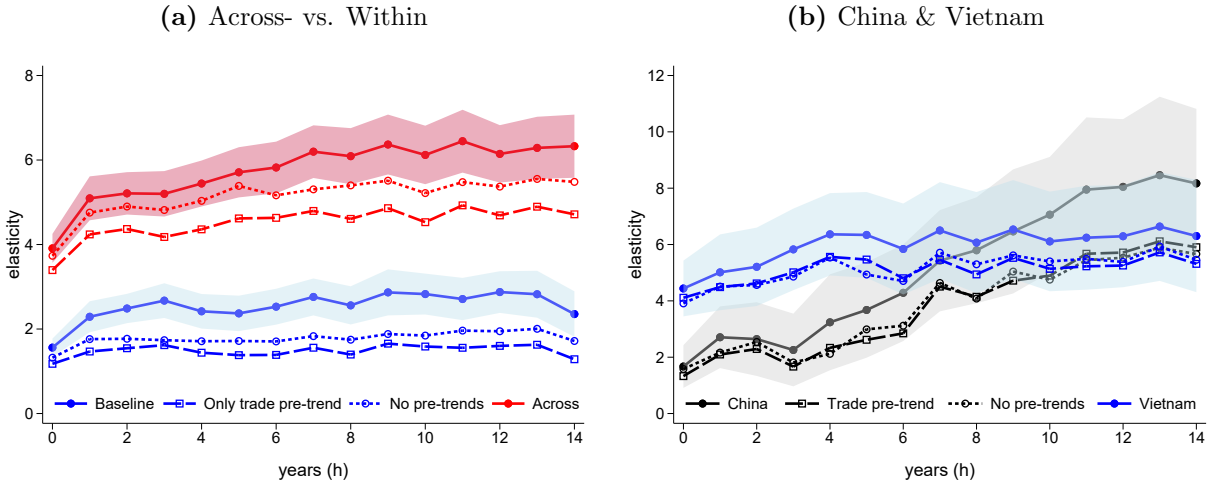 (a) Across- vs. Within
(b) China & Vietnam
8
6
4
2
0
elasticity
Baseline
Only trade pre-trend
No pre-trends
Across
0 2 4 6 8 10 12 14
years (h)
12
10
8
6
4
2
0
elasticity
China
Trade pre-trend
No pre-trends
Vietnam
0 2 4 6 8 10 12 14
years (h)